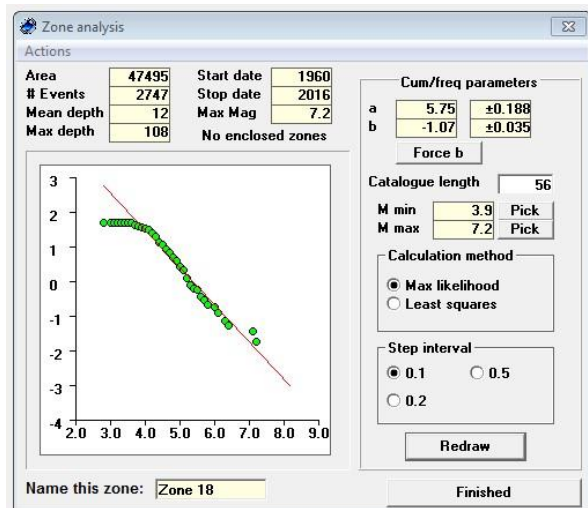 Zone analysis
Actions
Area 47495 Start date 1960
# Events 2747 Stop date 2016
Mean depth 12 Max Mag 7.2
Max depth 108 No enclosed zones
Cum/freq parameters
a 5.75 ±0.188
b -1.07 ±0.035
Force b
Catalogue length 56
M min 3.9 Pick
M max 7.2 Pick
Calculation method
Max likelihood
Least squares
Step interval
0.1 0.5
0.2
Redraw
3
2
1
0
-1
-2
-3
-4
2.0 3.0 4.0 5.0 6.0 7.0 8.0 9.0
Name this zone: Zone 18
Finished